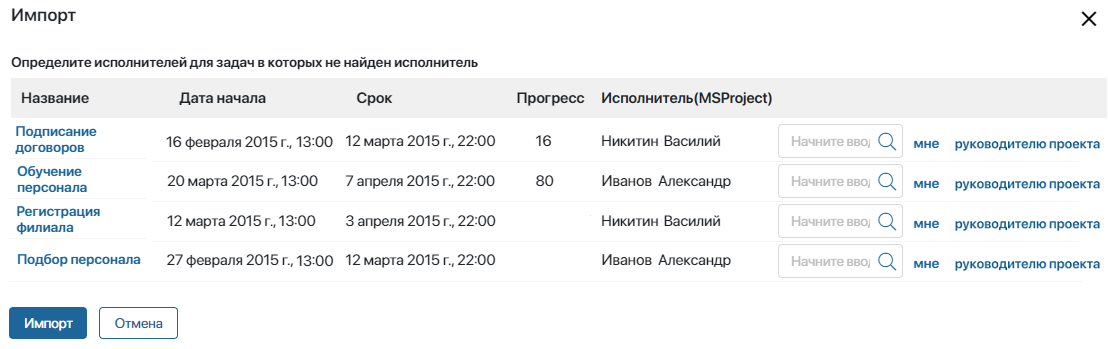 Импорт
Определите исполнителей для задач в которых не найден исполнитель
Название Дата начала Срок Прогресс Исполнитель(MSProject)
Подписание договоров 16 февраля 2015 г., 13:00 12 марта 2015 г., 22:00 16 Никитин Василий Начните ввод мне руководителю проекта
Обучение персонала 20 марта 2015 г., 13:00 7 апреля 2015 г., 22:00 80 Иванов Александр Начните ввод мне руководителю проекта
Регистрация филиала 12 марта 2015 г., 13:00 3 апреля 2015 г., 22:00 Никитин Василий Начните ввод мне руководителю проекта
Подбор персонала 27 февраля 2015 г., 13:00 12 марта 2015 г., 22:00 Иванов Александр Начните ввод мне руководителю проекта
Импорт Отмена